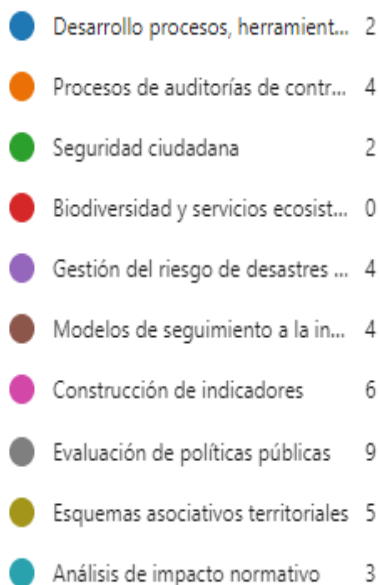 Desarrollo procesos, herramient... 2
Procesos de auditorías de contr... 4
Seguridad ciudadana 2
Biodiversidad y servicios ecosist... 0
Gestión del riesgo de desastres ... 4
Modelos de seguimiento a la in... 4
Construcción de indicadores 6
Evaluación de políticas públicas 9
Esquemas asociativos territoriales 5
Análisis de impacto normativo 3